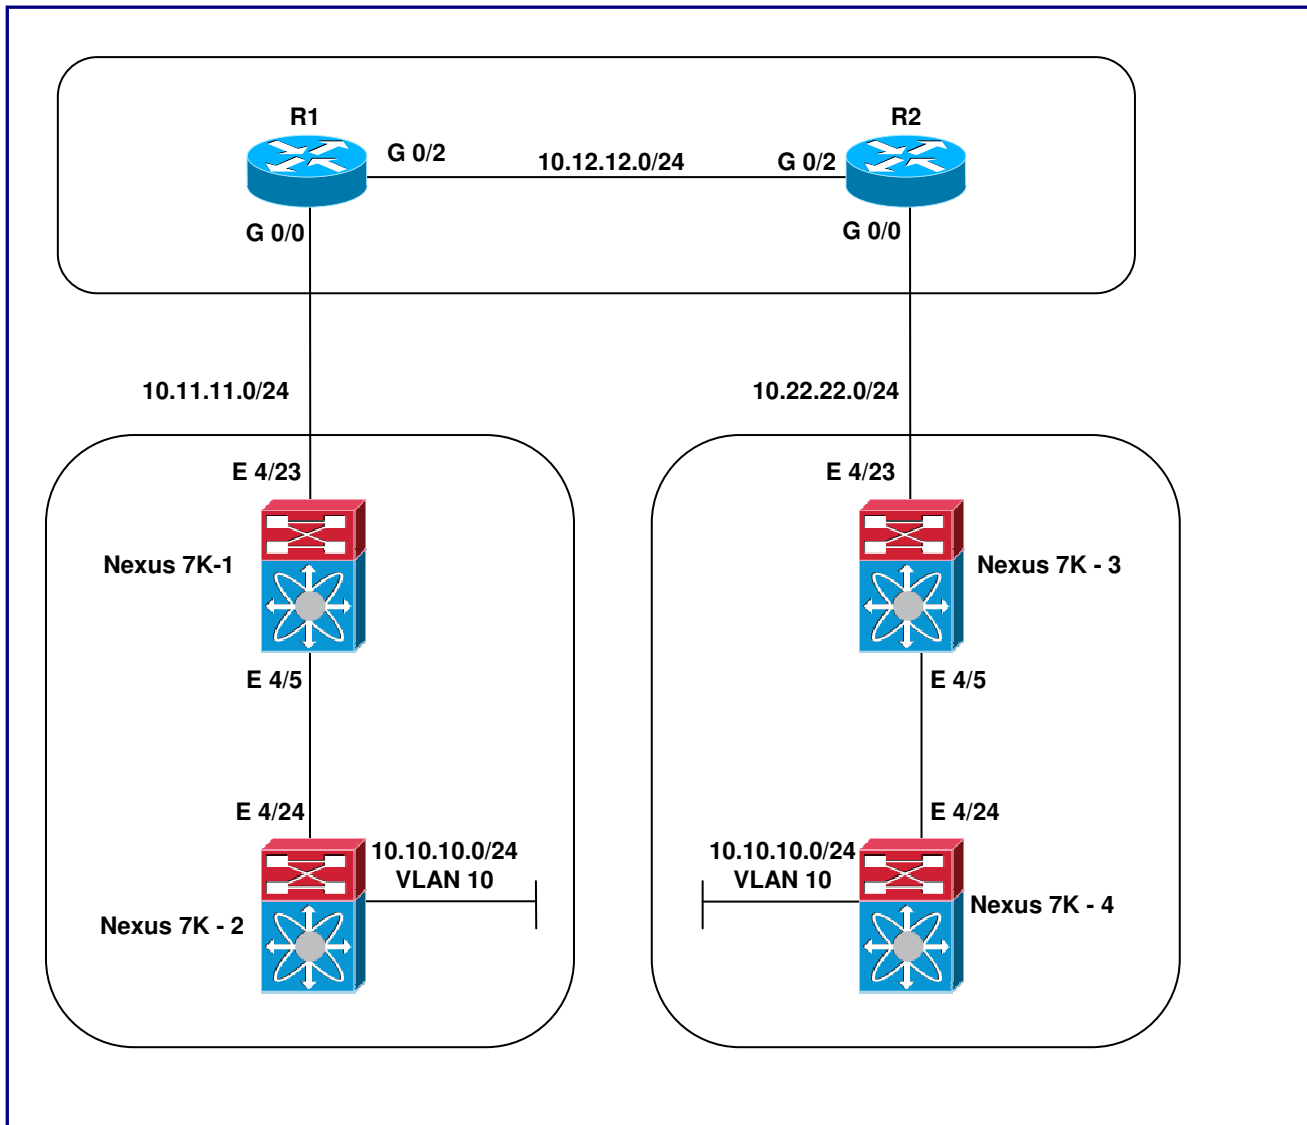 R1
R2
G 0/2
10.12.12.0/24
G 0/2
G 0/0
G 0/0
10.11.11.0/24
10.22.22.0/24
E 4/23
E 4/23
Nexus 7K-1
Nexus 7K - 3
E 4/5
E 4/5
E 4/24
E 4/24
10.10.10.0/24
VLAN 10
10.10.10.0/24
VLAN 10
Nexus 7K - 2
Nexus 7K - 4